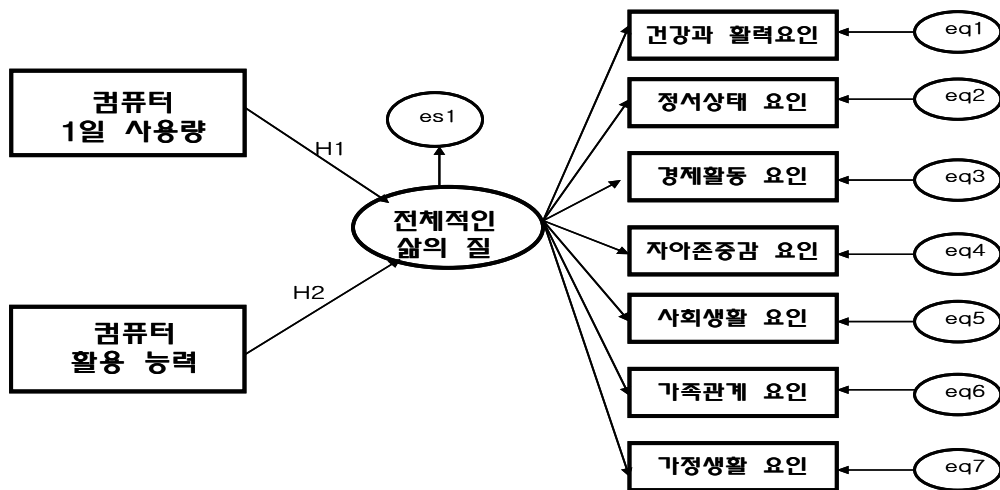 컴퓨터
1일 사용량
H1
es1
전체적인
삶의 질
H2
컴퓨터
활용 능력
건강과 활력요인
eq1
정서상태 요인
eq2
경제활동 요인
eq3
자아존중감 요인
eq4
사회생활 요인
eq5
가족관계 요인
eq6
가정생활 요인
eq7